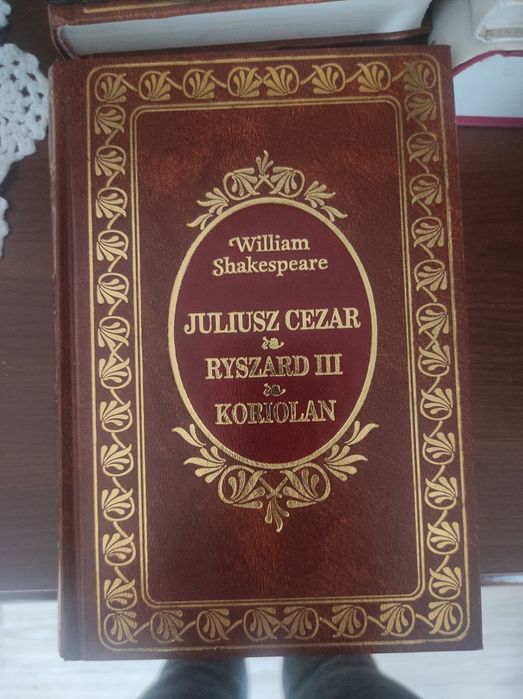 William
Shakespeare
JULIUSZ CEZAR
RYSZARD III
KORIOLAN